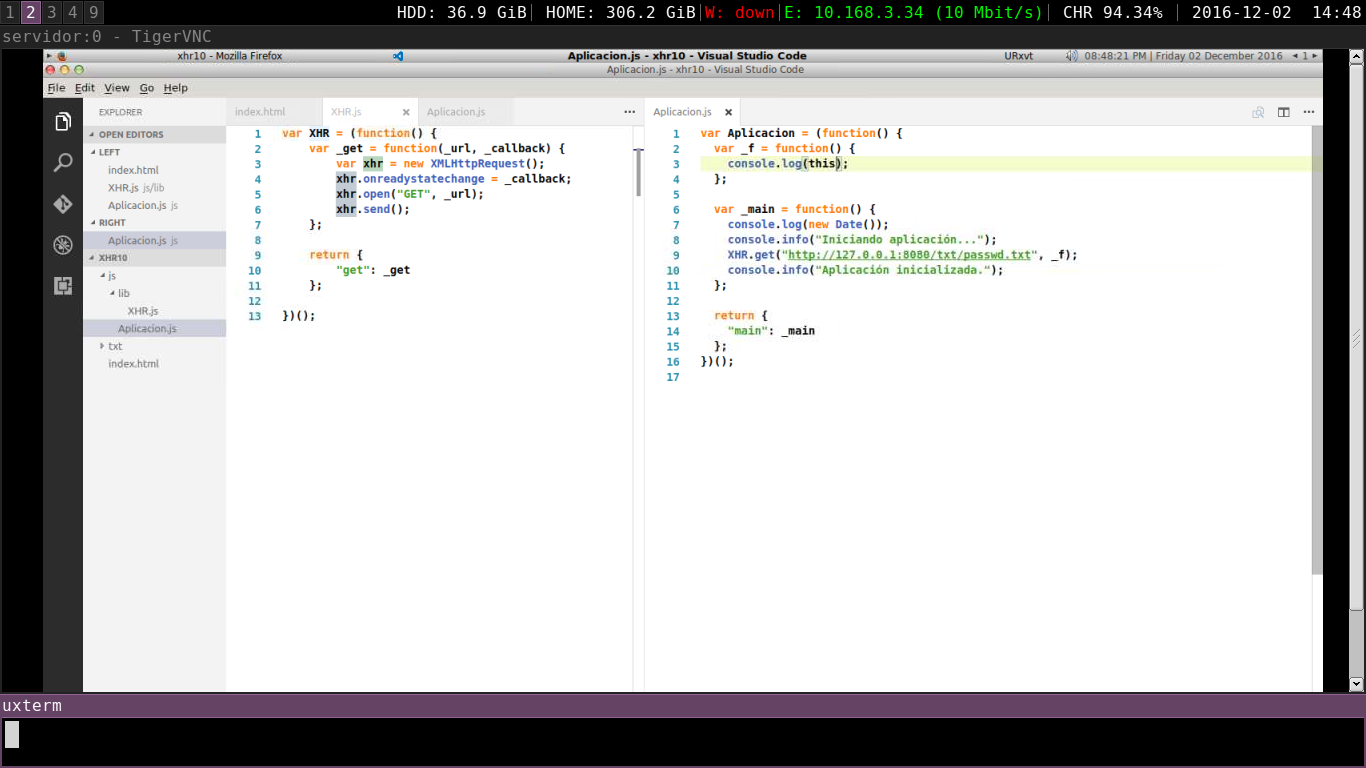 1 2 3 4 9 HDD: 36.9 GiB| HOME: 306.2 GiB|W: down|E: 10.168.3.34 (10 Mbit/s)| CHR 94.34% | 2016-12-02 14:48
servidor:0 - TigerVNC
xhr10 - Mozilla Firefox Aplicacion.js - xhr10 - Visual Studio Code URxvt 08:48:21 PM | Friday 02 December 2016 1
Aplicacion.js - xhr10 - Visual Studio Code
File Edit View Go Help
EXPLORER
OPEN EDITORS
LEFT
index.html
XHR.js js/lib
Aplicacion.js js
RIGHT
Aplicacion.js js
XHR10
js
lib
XHR.js
Aplicacion.js
txt
index.html
index.html XHR.js × Aplicacion.js ...
1 var XHR = (function() {
2 var _get = function(_url, _callback) {
3 var xhr = new XMLHttpRequest();
4 xhr.onreadystatechange = _callback;
5 xhr.open("GET", _url);
6 xhr.send();
7 };
8
9 return {
10 "get": _get
11 };
12
13 })();
Aplicacion.js × ...
1 var Aplicacion = (function() {
2 var _f = function() {
3 console.log(this);
4 };
5
6 var _main = function() {
7 console.log(new Date());
8 console.info("Iniciando aplicación...");
9 XHR.get("http://127.0.0.1:8080/txt/passwd.txt", _f);
10 console.info("Aplicación inicializada.");
11 };
12
13 return {
14 "main": _main
15 };
16 })();
17
uxterm